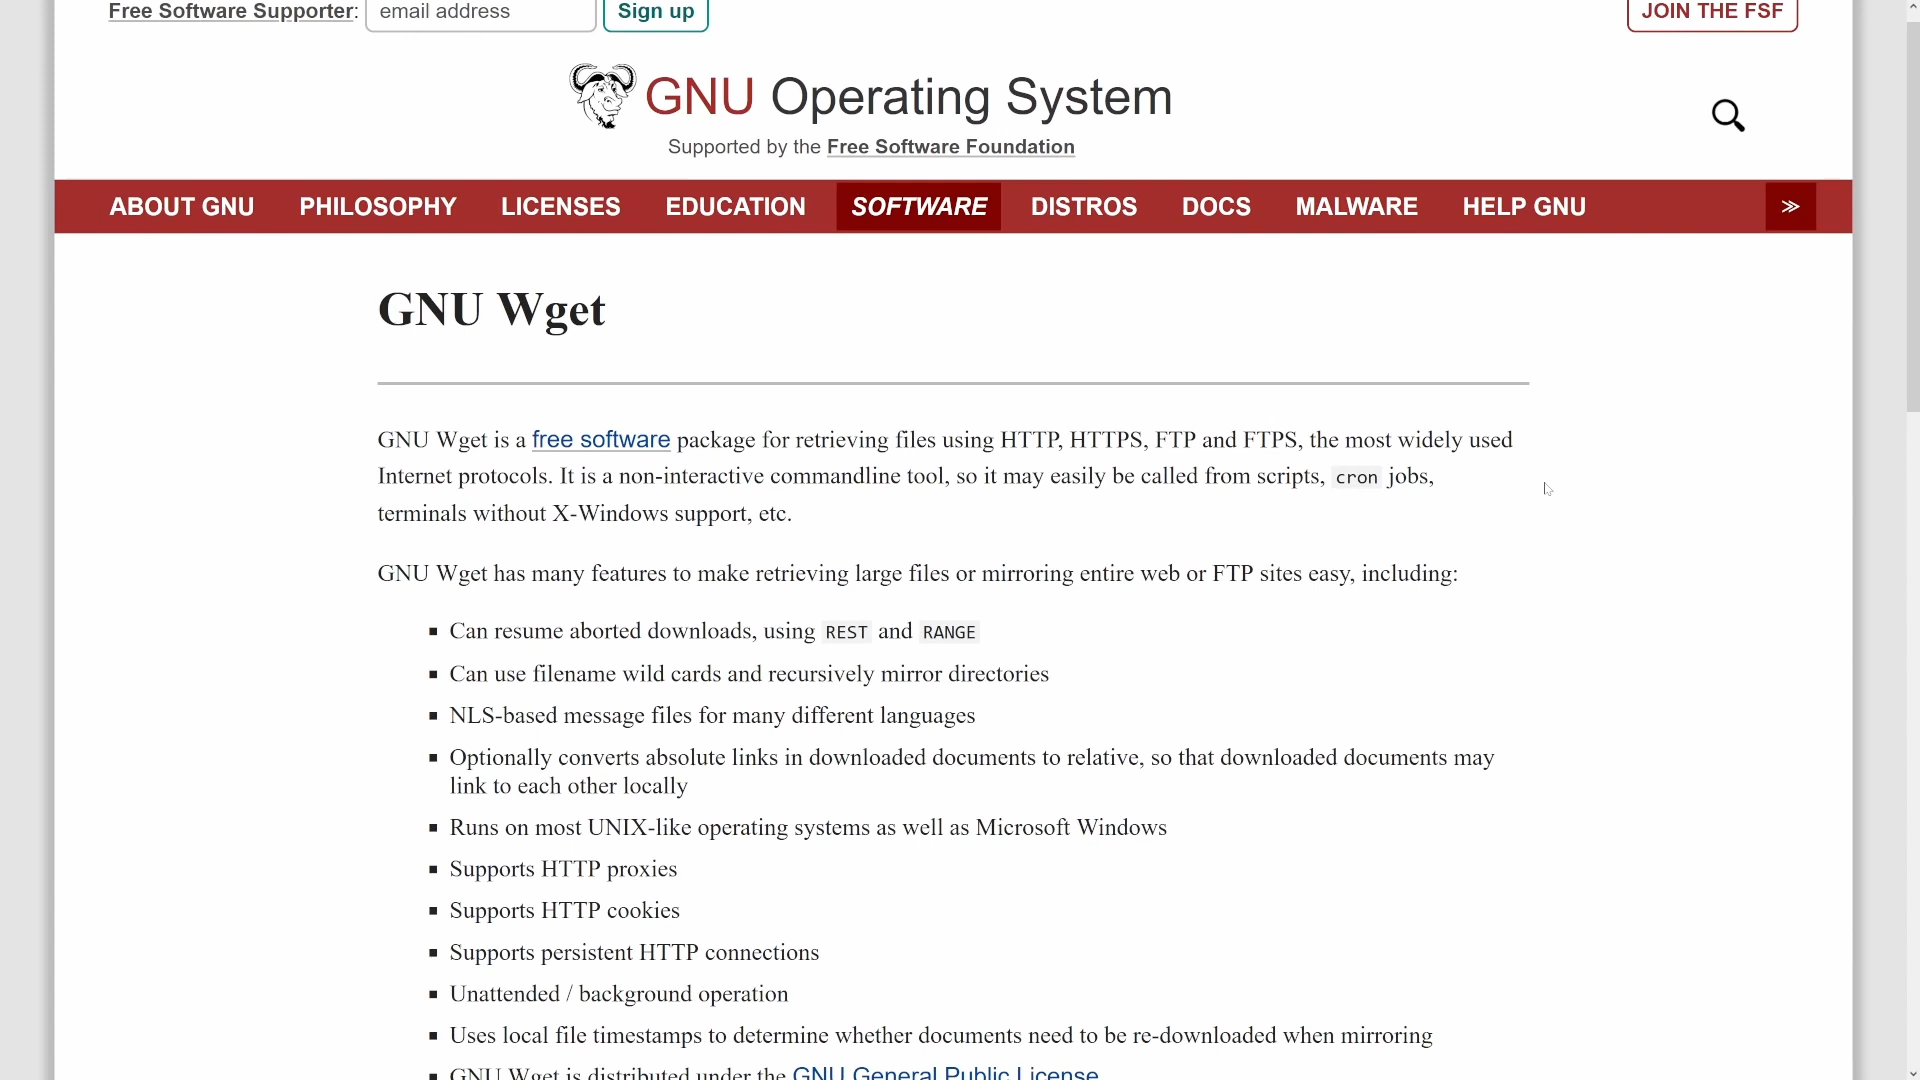 Free Software Supporter: email address Sign up JOIN THE FSF
GNU Operating System
Supported by the Free Software Foundation
ABOUT GNU PHILOSOPHY LICENSES EDUCATION SOFTWARE DISTROS DOCS MALWARE HELP GNU ≫
GNU Wget
GNU Wget is a free software package for retrieving files using HTTP, HTTPS, FTP and FTPS, the most widely used
Internet protocols. It is a non-interactive commandline tool, so it may easily be called from scripts, cron jobs,
terminals without X-Windows support, etc.
GNU Wget has many features to make retrieving large files or mirroring entire web or FTP sites easy, including:
▪ Can resume aborted downloads, using REST and RANGE
▪ Can use filename wild cards and recursively mirror directories
▪ NLS-based message files for many different languages
▪ Optionally converts absolute links in downloaded documents to relative, so that downloaded documents may
link to each other locally
▪ Runs on most UNIX-like operating systems as well as Microsoft Windows
▪ Supports HTTP proxies
▪ Supports HTTP cookies
▪ Supports persistent HTTP connections
▪ Unattended / background operation
▪ Uses local file timestamps to determine whether documents need to be re-downloaded when mirroring
▪ GNU Wget is distributed under the GNU General Public License